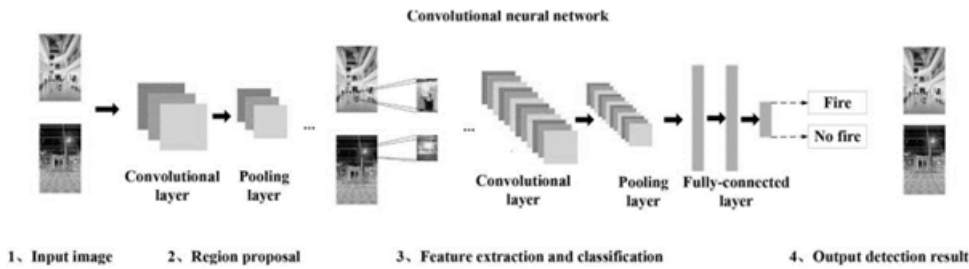 Convolutional neural network
Convolutional
layer
Pooling
layer
...
...
Convolutional
layer
Pooling
layer
Fully-connected
layer
Fire
No fire
1、Input image
2、Region proposal
3、Feature extraction and classification
4、Output detection result